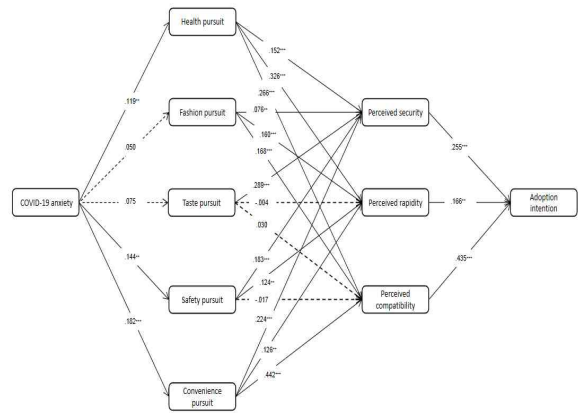 Health pursuit
.152***
.326***
.266***
.119**
.076**
Fashion pursuit
Perceived security
.160***
.050
.168***
.255***
.289***
COVID-19 anxiety
.075
Taste pursuit
-.004
Perceived rapidity
.166**
Adoption
intention
.030
.144**
.183***
.435***
.124**
Safety pursuit
-.017
Perceived
compatibility
.182***
.224***
.126**
.442***
Convenience
pursuit